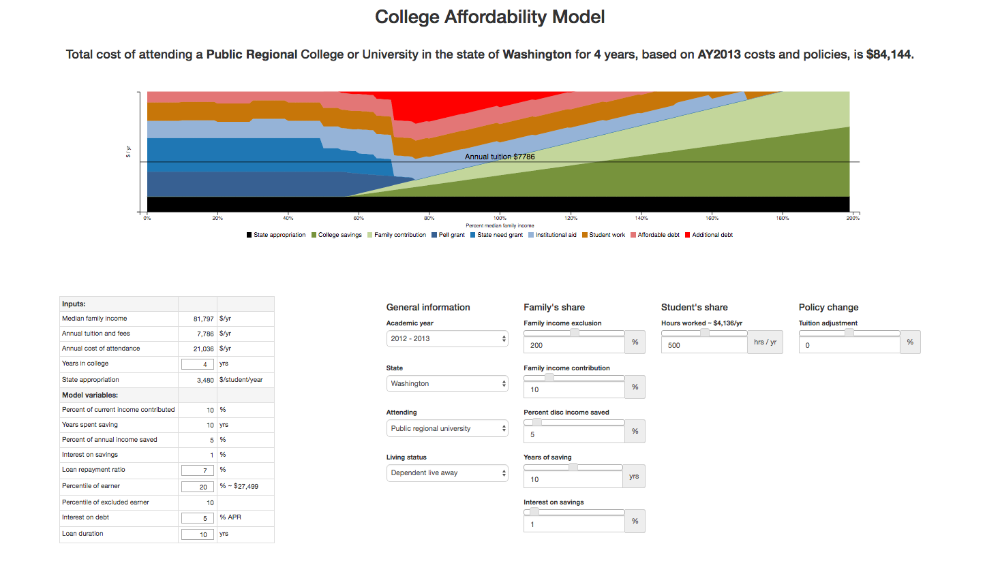 College Affordability Model
Total cost of attending a Public Regional College or University in the state of Washington for 4 years, based on AY2013 costs and policies, is $84,144.
$ / yr
Annual tuition $7786
0% 20% 40% 60% 80% 100% 120% 140% 160% 180% 200%
Percent median family income
State appropriation College savings Family contribution Pell grant State need grant Institutional aid Student work Affordable debt Additional debt
Inputs:
Median family income 81,797 $/yr
Annual tuition and fees 7,786 $/yr
Annual cost of attendance 21,036 $/yr
Years in college 4 yrs
State appropriation 3,480 $/student/year
Model variables:
Percent of current income contributed 10 %
Years spent saving 10 yrs
Percent of annual income saved 5 %
Interest on savings 1 %
Loan repayment ratio 7 %
Percentile of earner 20 % ~ $27,499
Percentile of excluded earner 10
Interest on debt 5 % APR
Loan duration 10 yrs
General information
Academic year
2012 - 2013
State
Washington
Attending
Public regional university
Living status
Dependent live away
Family's share
Family income exclusion
200 %
Family income contribution
10 %
Percent disc income saved
5 %
Years of saving
10 yrs
Interest on savings
1 %
Student's share
Hours worked ~ $4,136/yr
500 hrs / yr
Policy change
Tuition adjustment
0 %